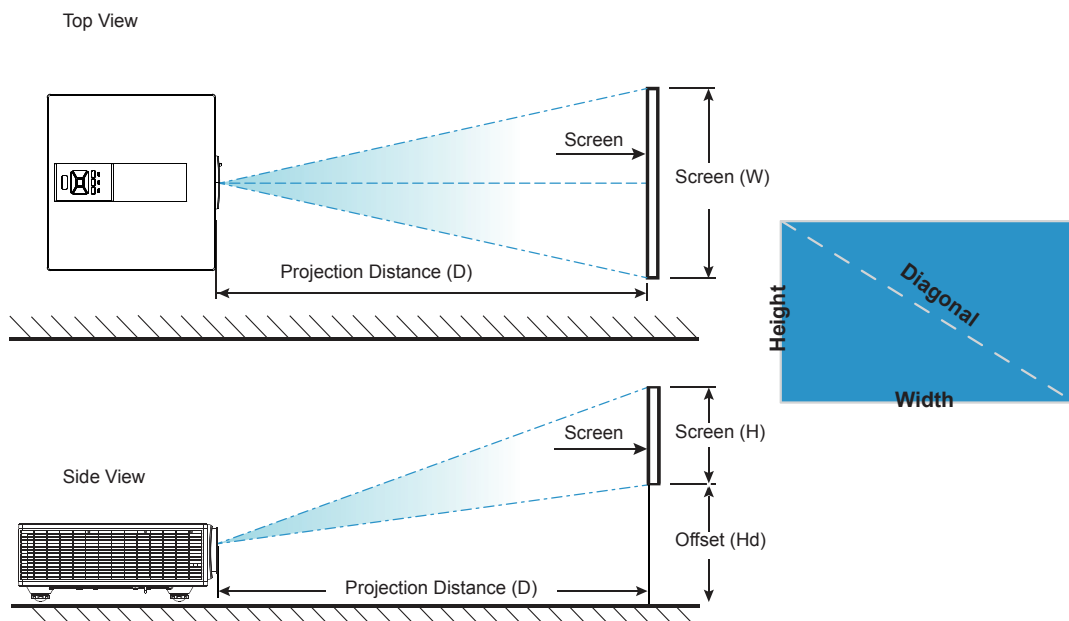 Top View
Screen
Screen (W)
Projection Distance (D)
Height
Diagonal
Width
Screen
Screen (H)
Side View
Offset (Hd)
Projection Distance (D)